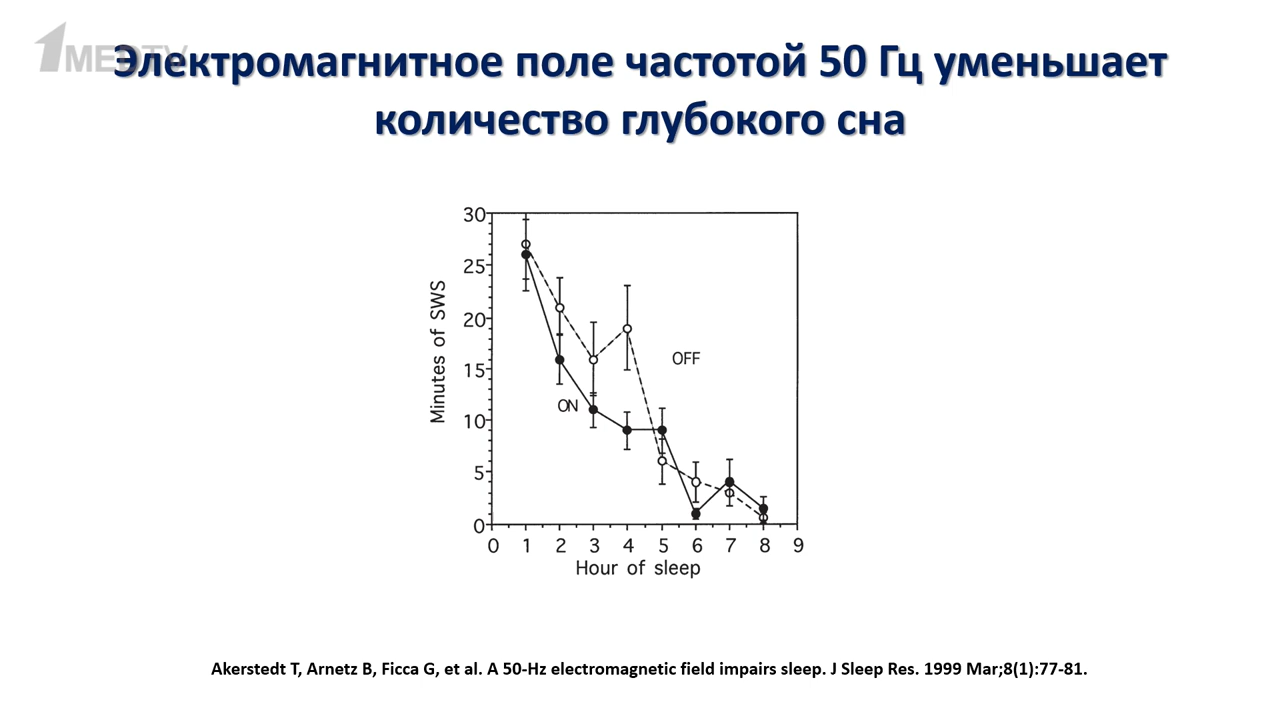 1MEDTV
Электромагнитное поле частотой 50 Гц уменьшает
количество глубокого сна
30
25
20
15
10
5
0
Minutes of SWS
OFF
ON
0 1 2 3 4 5 6 7 8 9
Hour of sleep
Akerstedt T, Arnetz B, Ficca G, et al. A 50-Hz electromagnetic field impairs sleep. J Sleep Res. 1999 Mar;8(1):77-81.